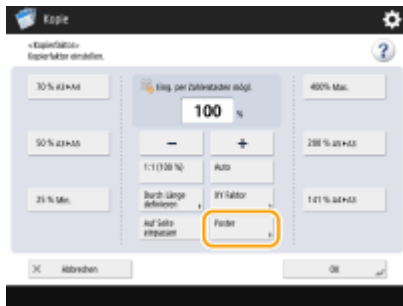 Kopie
<Kopierfaktor>
Kopierfaktor einstellen.
?
70 % A3►A4
Eing. per Zahlentasten mögl.
400% Max.
100 %
50 % A3►A5
－
+
200 % A5►A3
1:1 (100 %)
Auto
25 % Min.
Durch Länge
definieren
XY Faktor
141 % A4►A3
Auf Seite
einpassen
Poster
Abbrechen
OK